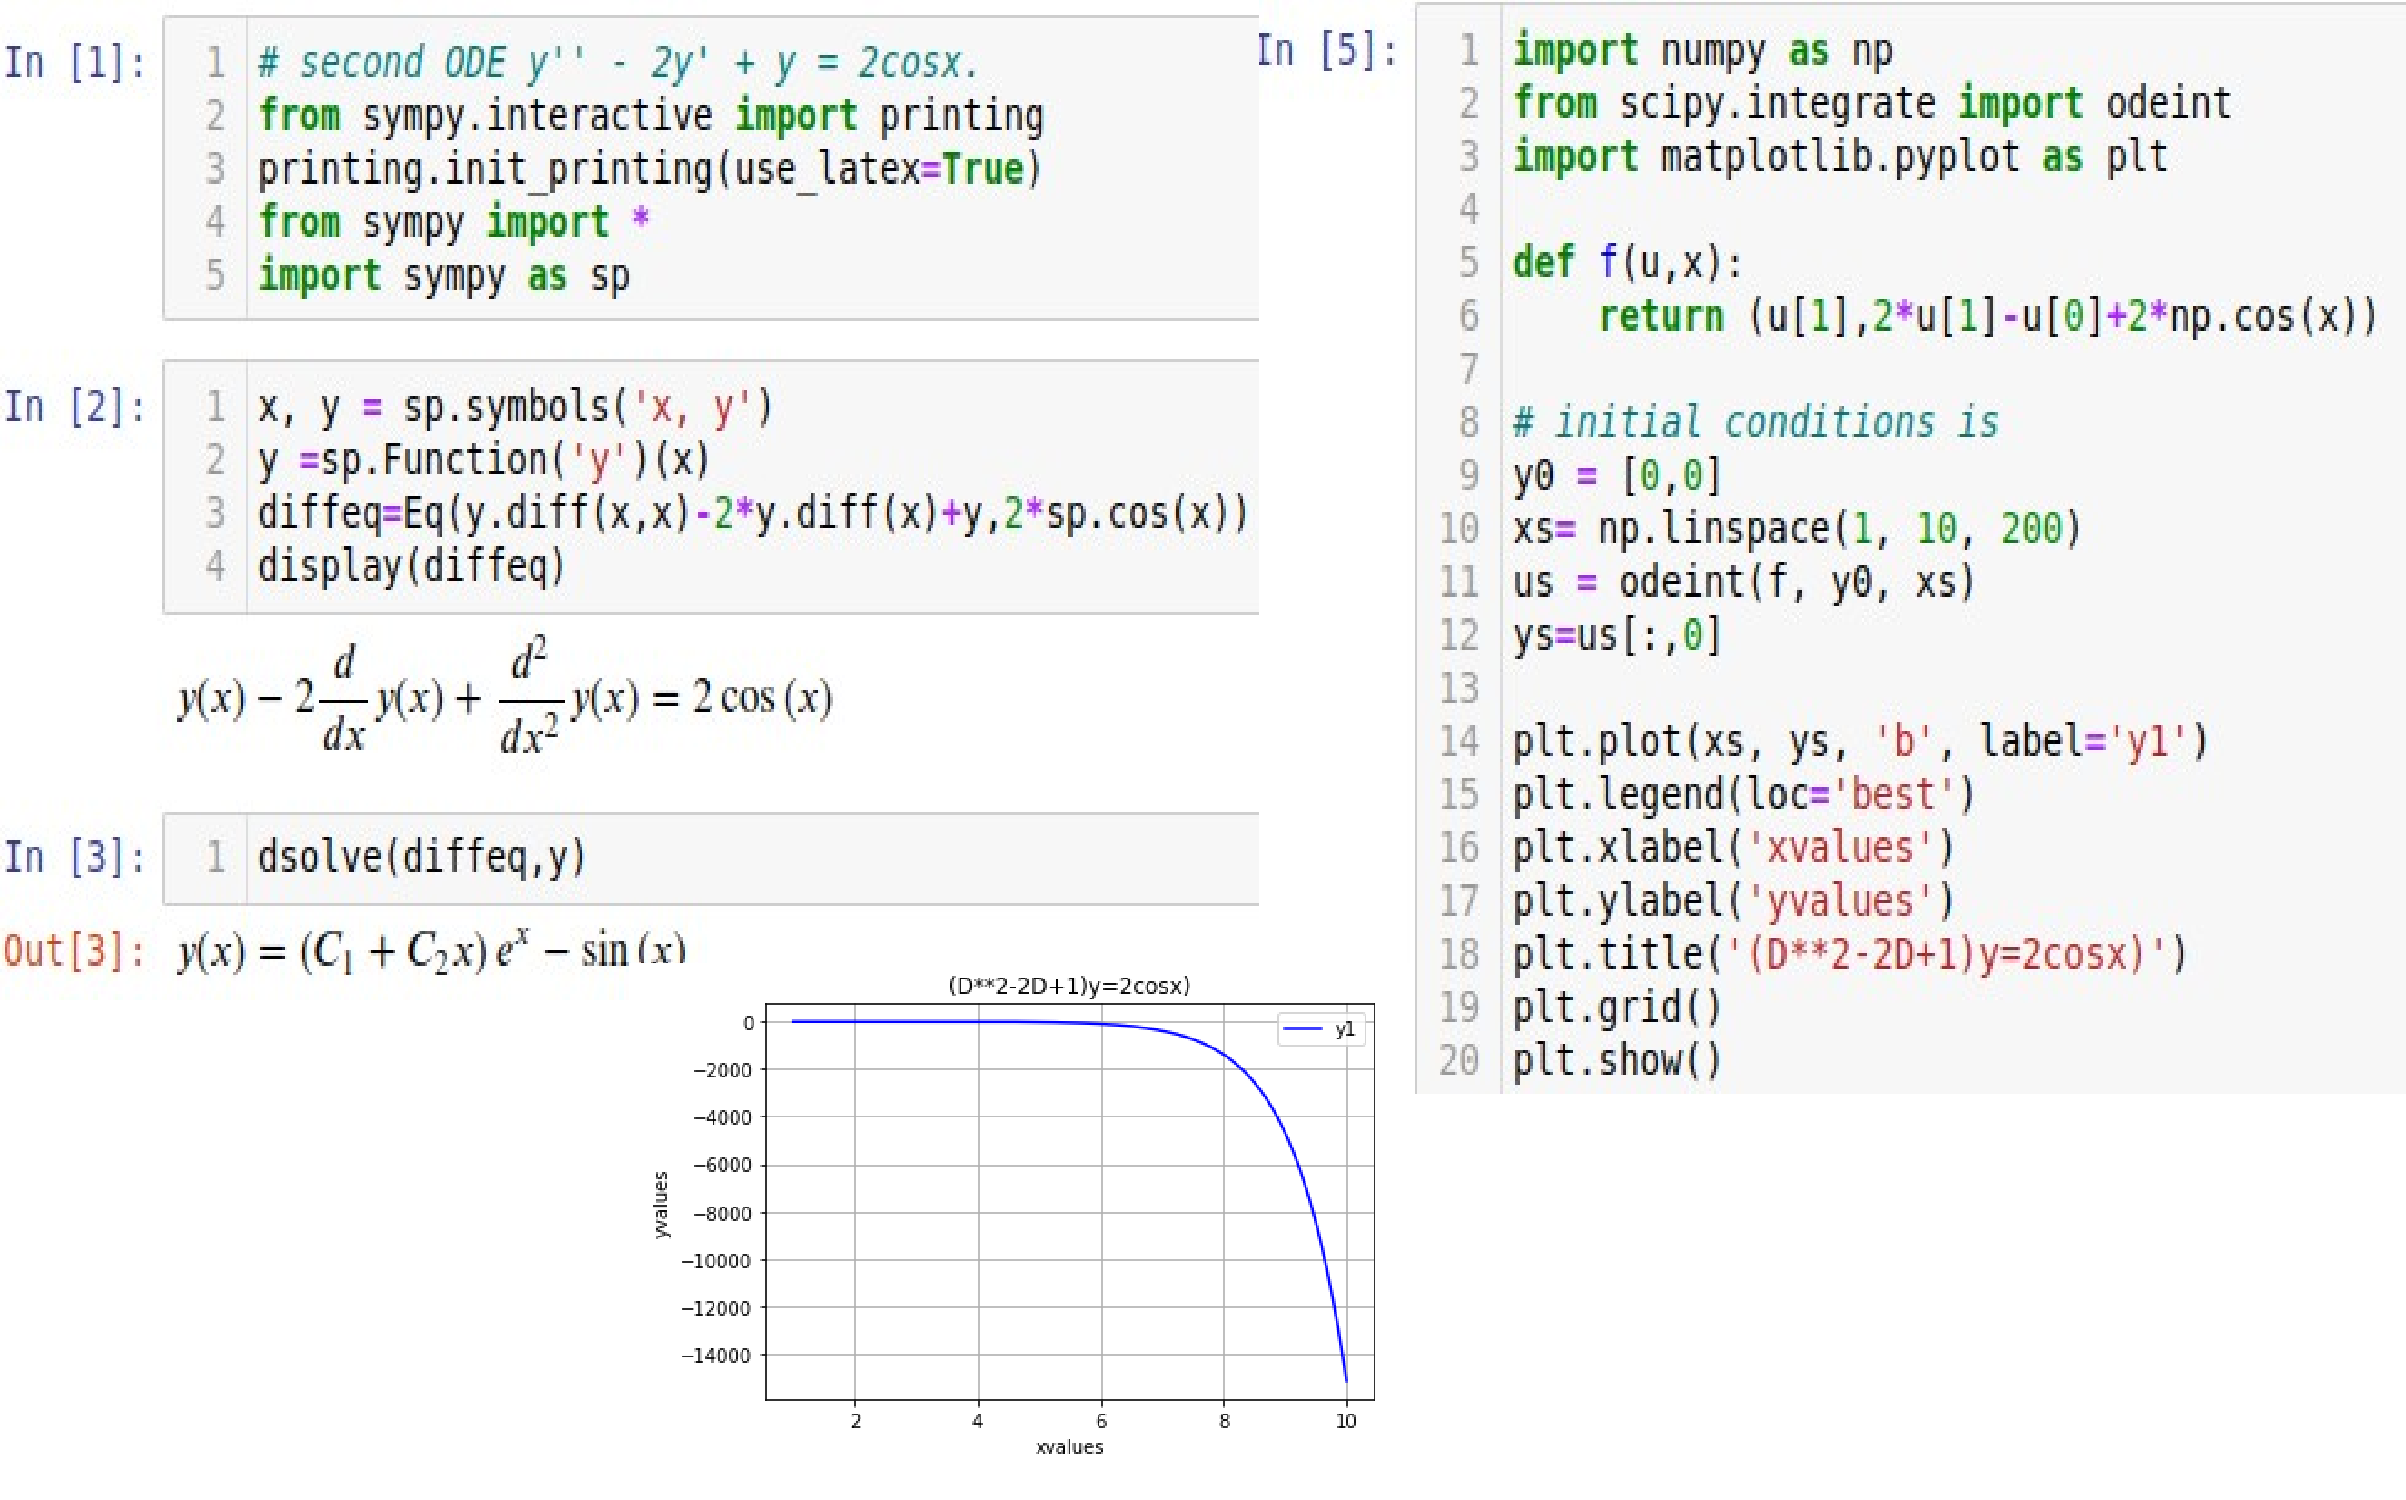 In [1]:
1 # second ODE y'' - 2y' + y = 2cosx.
2 from sympy.interactive import printing
3 printing.init_printing(use_latex=True)
4 from sympy import *
5 import sympy as sp
In [2]:
1 x, y = sp.symbols('x, y')
2 y =sp.Function('y')(x)
3 diffeq=Eq(y.diff(x,x)-2*y.diff(x)+y,2*sp.cos(x))
4 display(diffeq)
y(x) − 2 d/dx y(x) + d²/dx² y(x) = 2 cos (x)
In [3]:
1 dsolve(diffeq,y)
Out[3]: y(x) = (C₁ + C₂x) eˣ − sin (x)
In [5]:
1 import numpy as np
2 from scipy.integrate import odeint
3 import matplotlib.pyplot as plt
4
5 def f(u,x):
6     return (u[1],2*u[1]-u[0]+2*np.cos(x))
7
8 # initial conditions is
9 y0 = [0,0]
10 xs= np.linspace(1, 10, 200)
11 us = odeint(f, y0, xs)
12 ys=us[:,0]
13
14 plt.plot(xs, ys, 'b', label='y1')
15 plt.legend(loc='best')
16 plt.xlabel('xvalues')
17 plt.ylabel('yvalues')
18 plt.title('(D**2-2D+1)y=2cosx)')
19 plt.grid()
20 plt.show()
(D**2-2D+1)y=2cosx)
y1
0
−2000
−4000
−6000
−8000
−10000
−12000
−14000
yvalues
2 4 6 8 10
xvalues